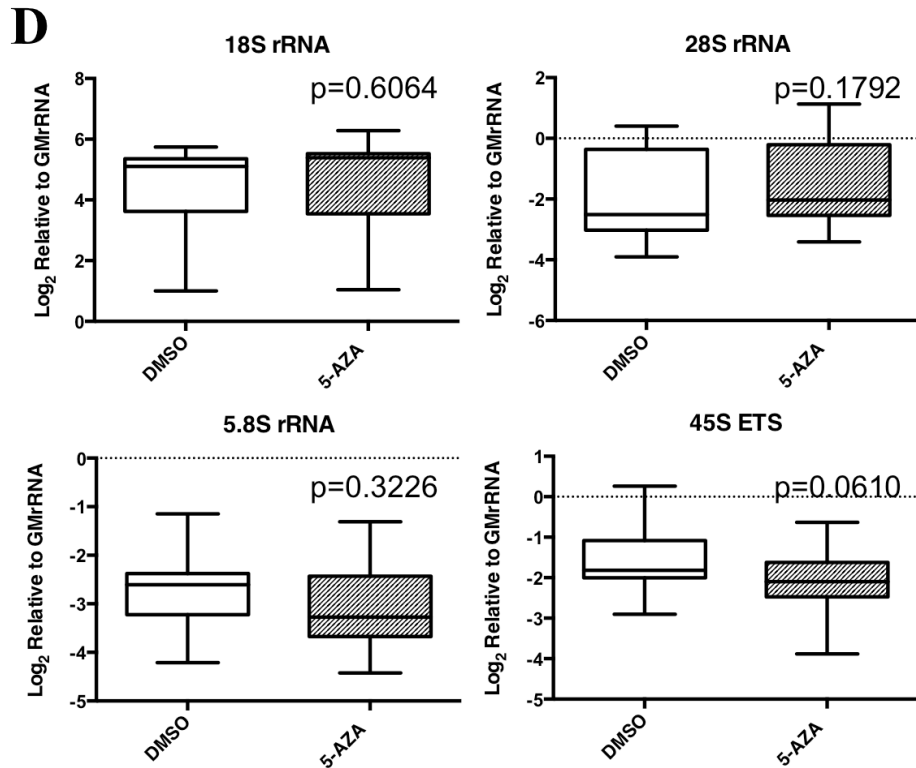 D
18S rRNA
Log2 Relative to GMrRNA
8
6
4
2
0
p=0.6064
DMSO
5-AZA
28S rRNA
Log2 Relative to GMrRNA
2
0
-2
-4
-6
p=0.1792
DMSO
5-AZA
5.8S rRNA
Log2 Relative to GMrRNA
0
-1
-2
-3
-4
-5
p=0.3226
DMSO
5-AZA
45S ETS
Log2 Relative to GMrRNA
1
0
-1
-2
-3
-4
-5
p=0.0610
DMSO
5-AZA